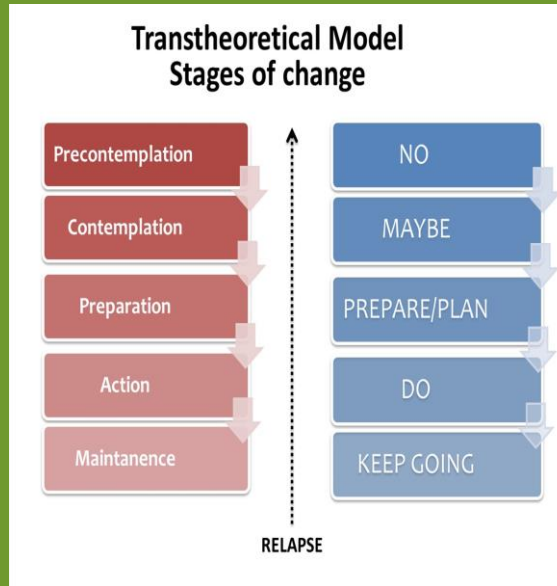 Transtheoretical Model
Stages of change
Precontemplation
Contemplation
Preparation
Action
Maintanence
NO
MAYBE
PREPARE/PLAN
DO
KEEP GOING
RELAPSE